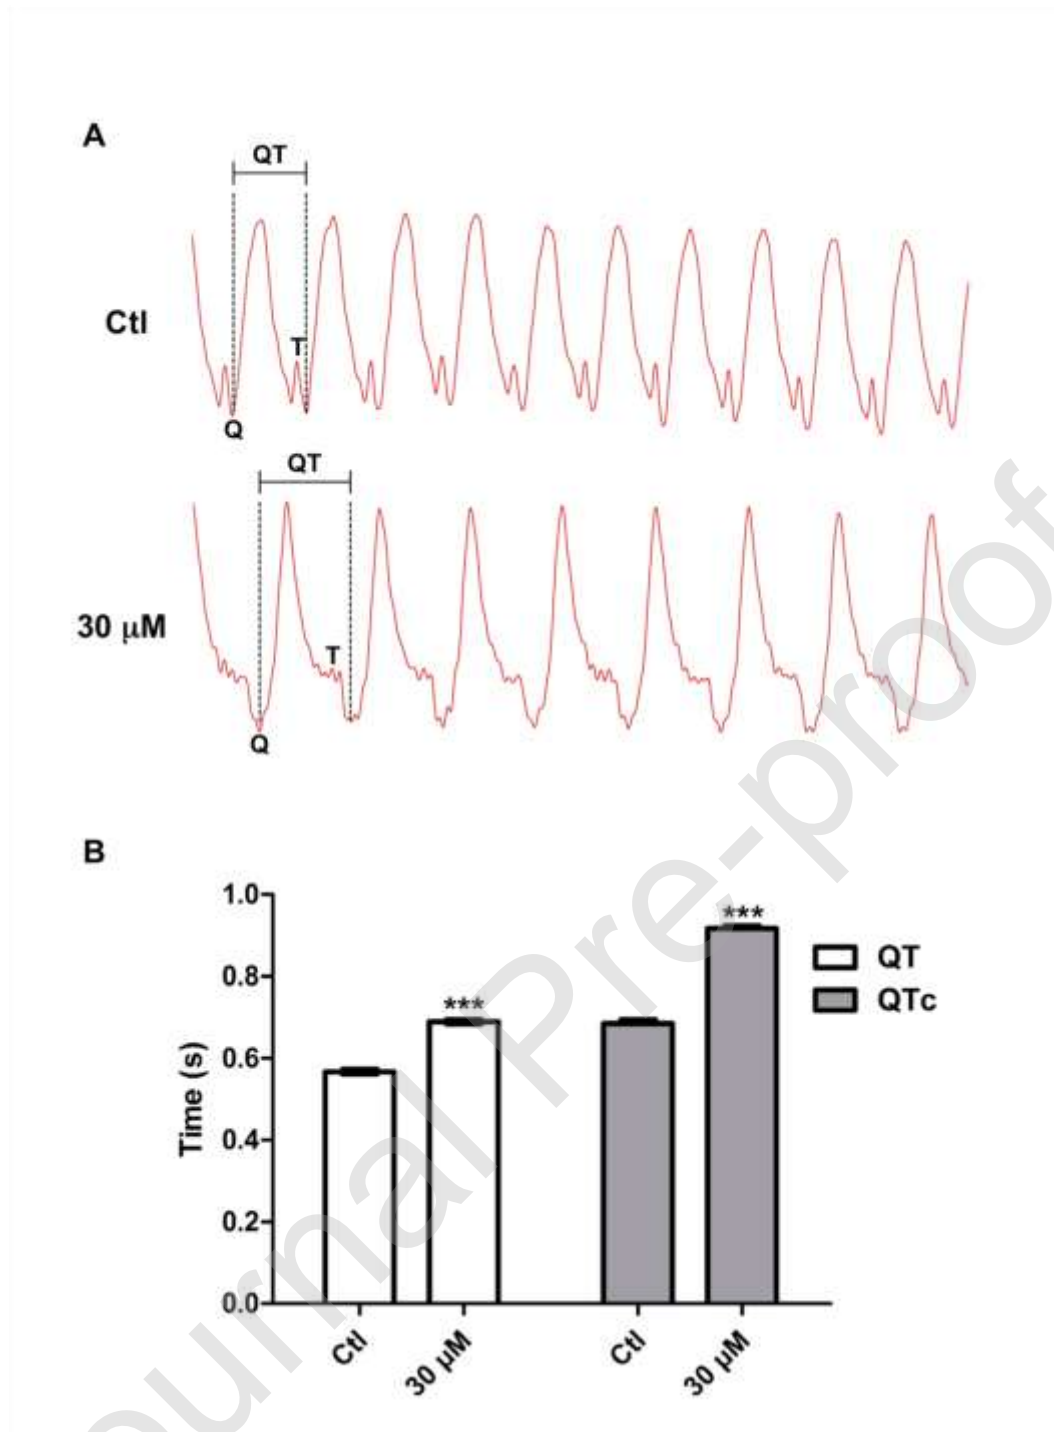 A
QT
Ctl
T
Q
QT
30 μM
T
Q
B
1.0
0.8
0.6
0.4
0.2
0.0
Time (s)
***
***
QT
QTc
Ctl
30 μM
Ctl
30 μM
ournal Pre-proof